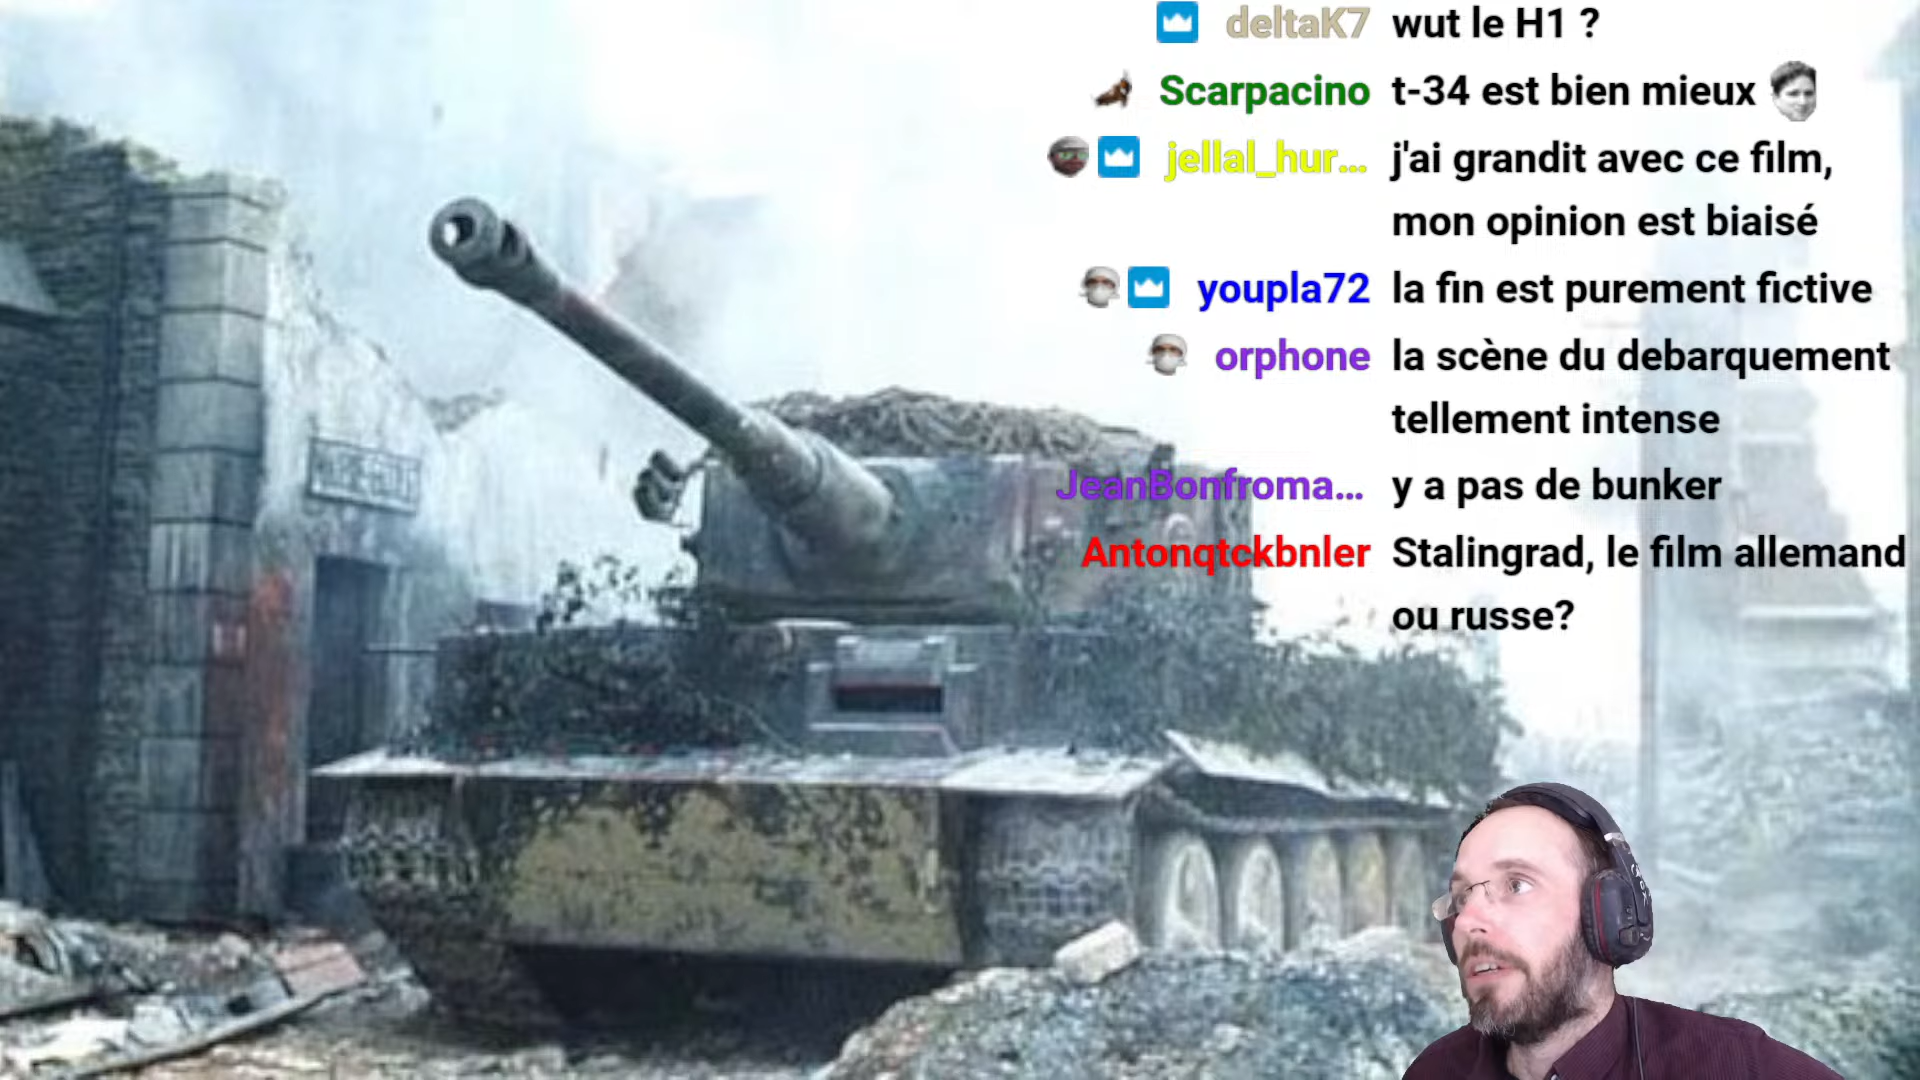 deltaK7 wut le H1 ?
Scarpacino t-34 est bien mieux
jellal_hur... j'ai grandit avec ce film,
mon opinion est biaisé
youpla72 la fin est purement fictive
orphone la scène du debarquement
tellement intense
JeanBonfroma... y a pas de bunker
Antonqtckbnler Stalingrad, le film allemand
ou russe?